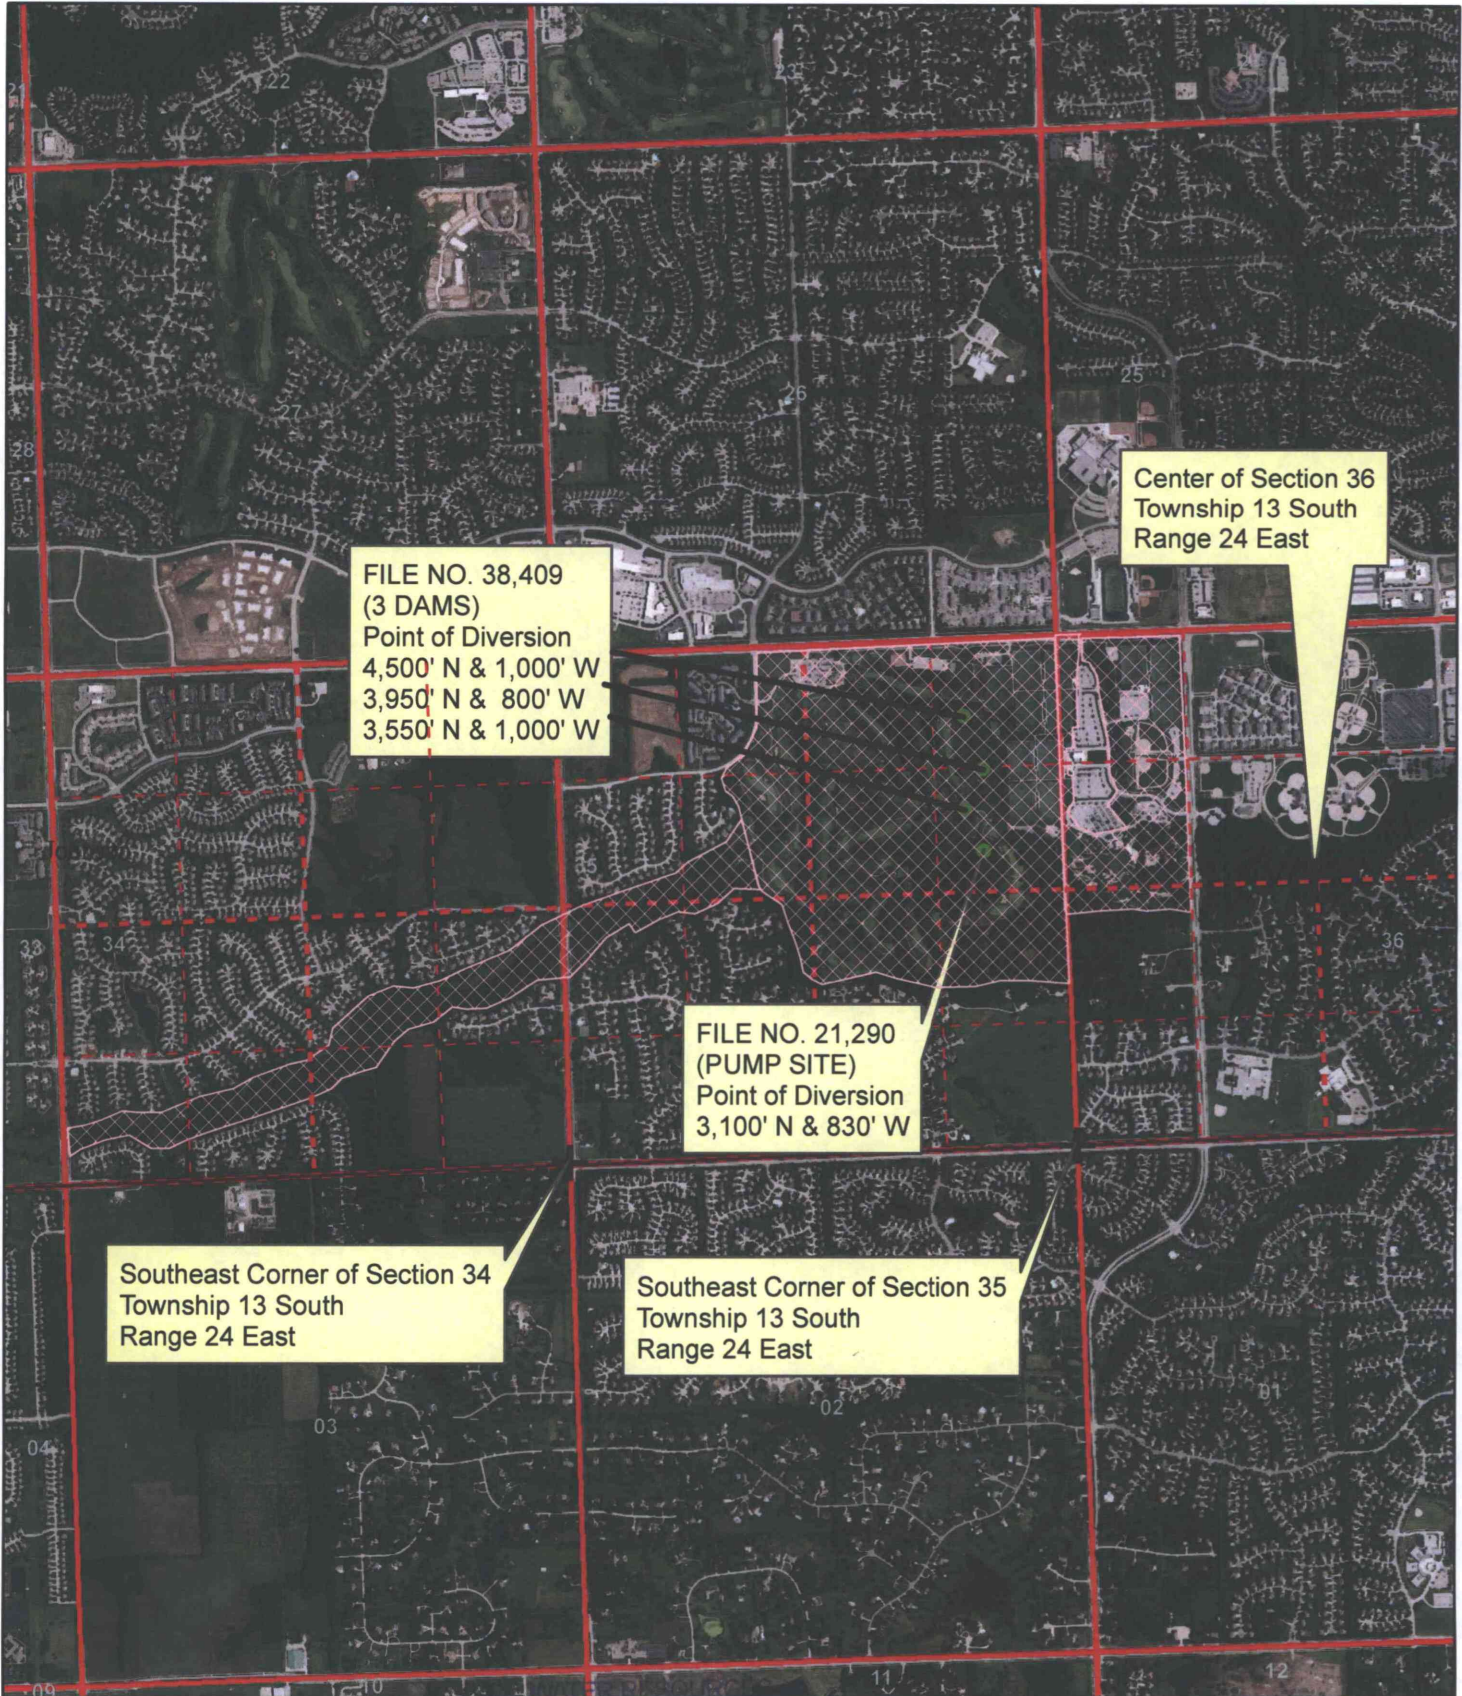 22
23
21
25
26
27
28
Center of Section 36
Township 13 South
Range 24 East
FILE NO. 38,409
(3 DAMS)
Point of Diversion
4,500' N & 1,000' W
3,950' N & 800' W
3,550' N & 1,000' W
33
34
36
FILE NO. 21,290
(PUMP SITE)
Point of Diversion
3,100' N & 830' W
Southeast Corner of Section 34
Township 13 South
Range 24 East
Southeast Corner of Section 35
Township 13 South
Range 24 East
01
02
03
04
12
11
10
09